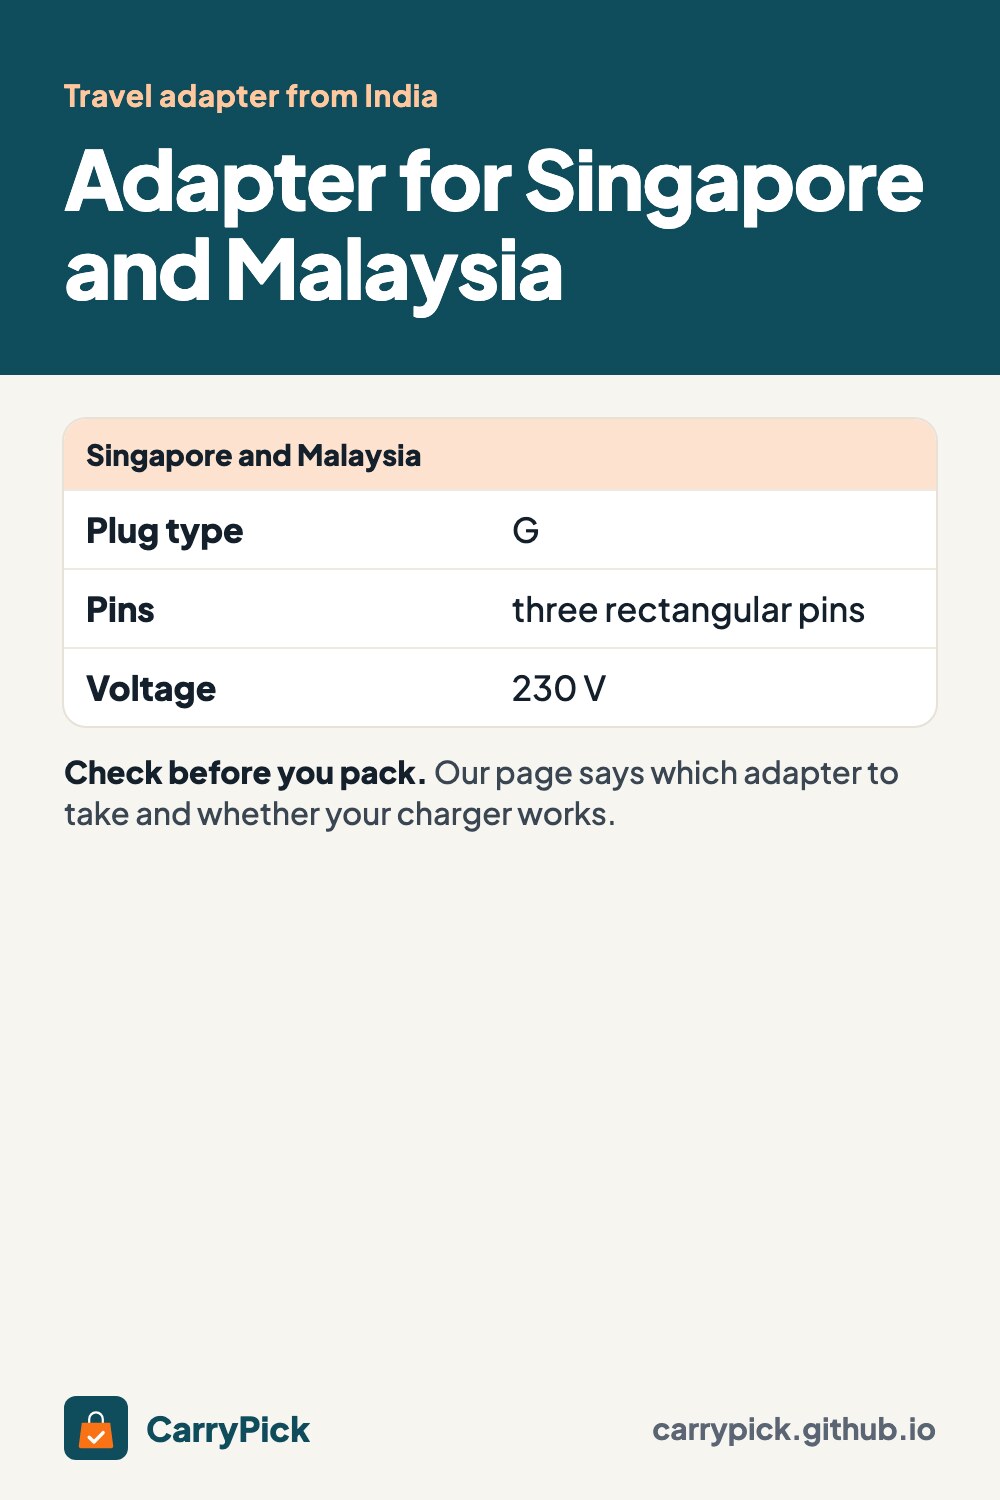 Travel adapter from India
Adapter for Singapore
and Malaysia
Singapore and Malaysia
Plug type G
Pins three rectangular pins
Voltage 230 V
Check before you pack. Our page says which adapter to
take and whether your charger works.
CarryPick carrypick.github.io